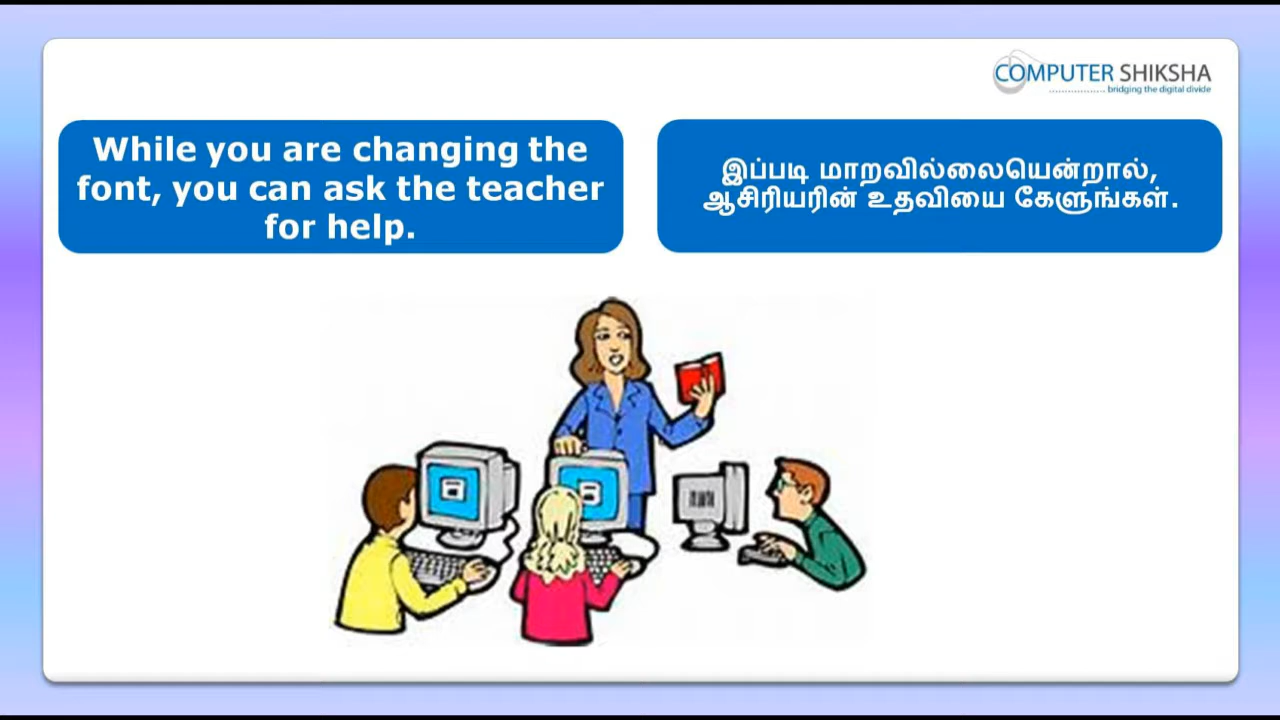 COMPUTER SHIKSHA
bridging the digital divide
While you are changing the
font, you can ask the teacher
for help.
இப்படி மாறவில்லையென்றால்,
ஆசிரியரின் உதவியை கேளுங்கள்.